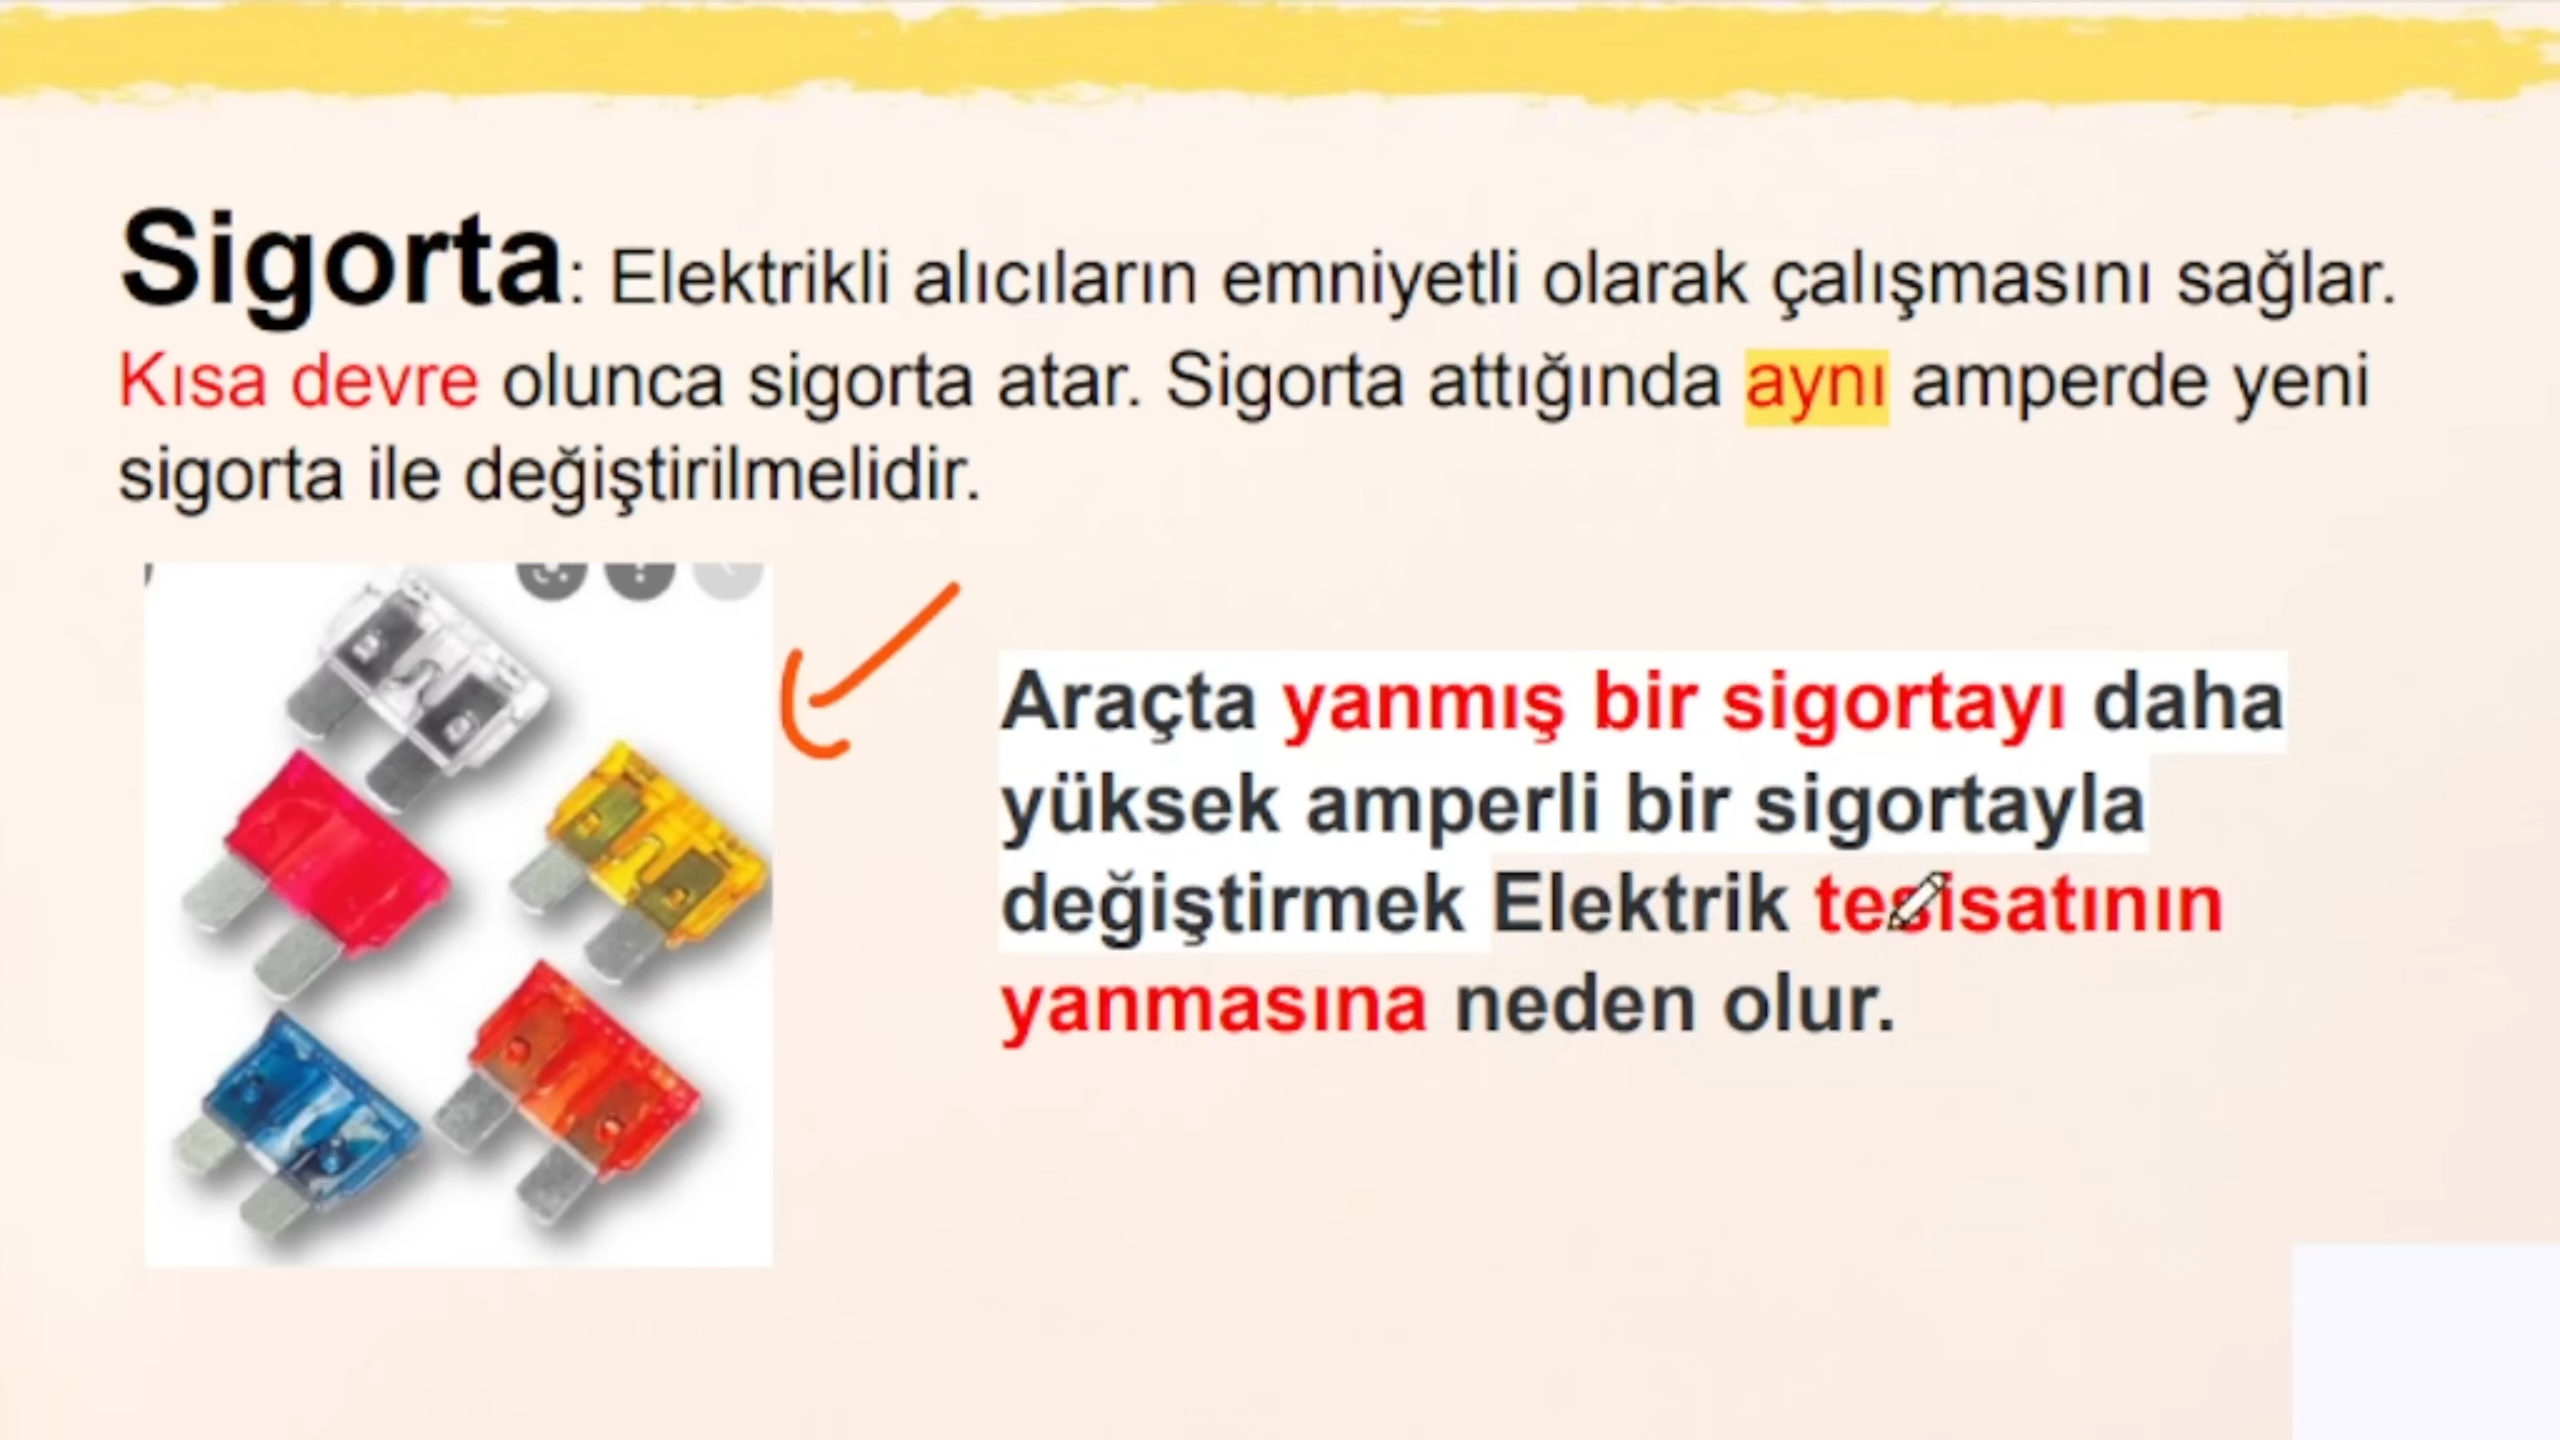 Sigorta: Elektrikli alıcıların emniyetli olarak çalışmasını sağlar.
Kısa devre olunca sigorta atar. Sigorta attığında aynı amperde yeni
sigorta ile değiştirilmelidir.
Araçta yanmış bir sigortayı daha
yüksek amperli bir sigortayla
değiştirmek Elektrik tesisatının
yanmasına neden olur.